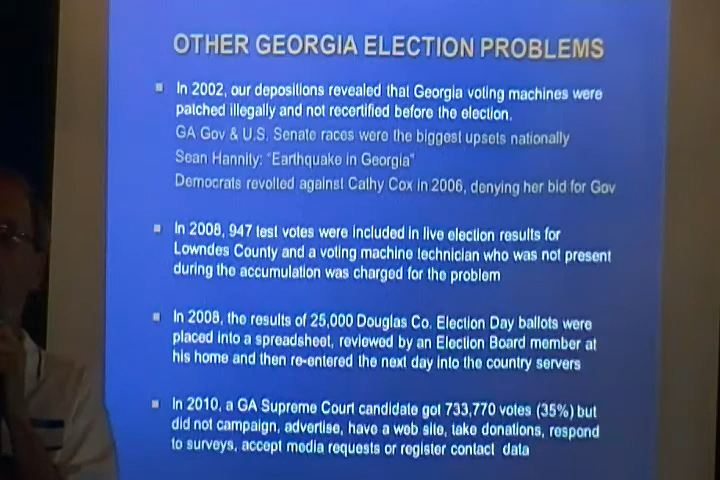 OTHER GEORGIA ELECTION PROBLEMS
In 2002, our depositions revealed that Georgia voting machines were
patched illegally and not recertified before the election.
GA Gov & U.S. Senate races were the biggest upsets nationally
Sean Hannity: "Earthquake in Georgia"
Democrats revolted against Cathy Cox in 2006, denying her bid for Gov
In 2008, 947 test votes were included in live election results for
Lowndes County and a voting machine technician who was not present
during the accumulation was charged for the problem
In 2008, the results of 25,000 Douglas Co. Election Day ballots were
placed into a spreadsheet, reviewed by an Election Board member at
his home and then re-entered the next day into the country servers
In 2010, a GA Supreme Court candidate got 733,770 votes (35%) but
did not campaign, advertise, have a web site, take donations, respond
to surveys, accept media requests or register contact data